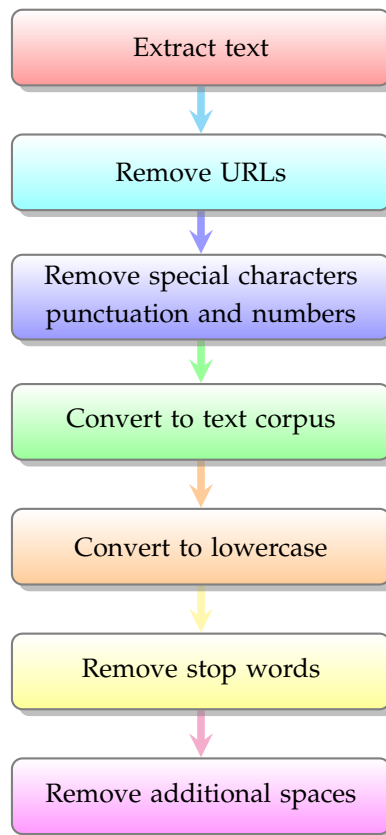 Extract text
Remove URLs
Remove special characters
punctuation and numbers
Convert to text corpus
Convert to lowercase
Remove stop words
Remove additional spaces